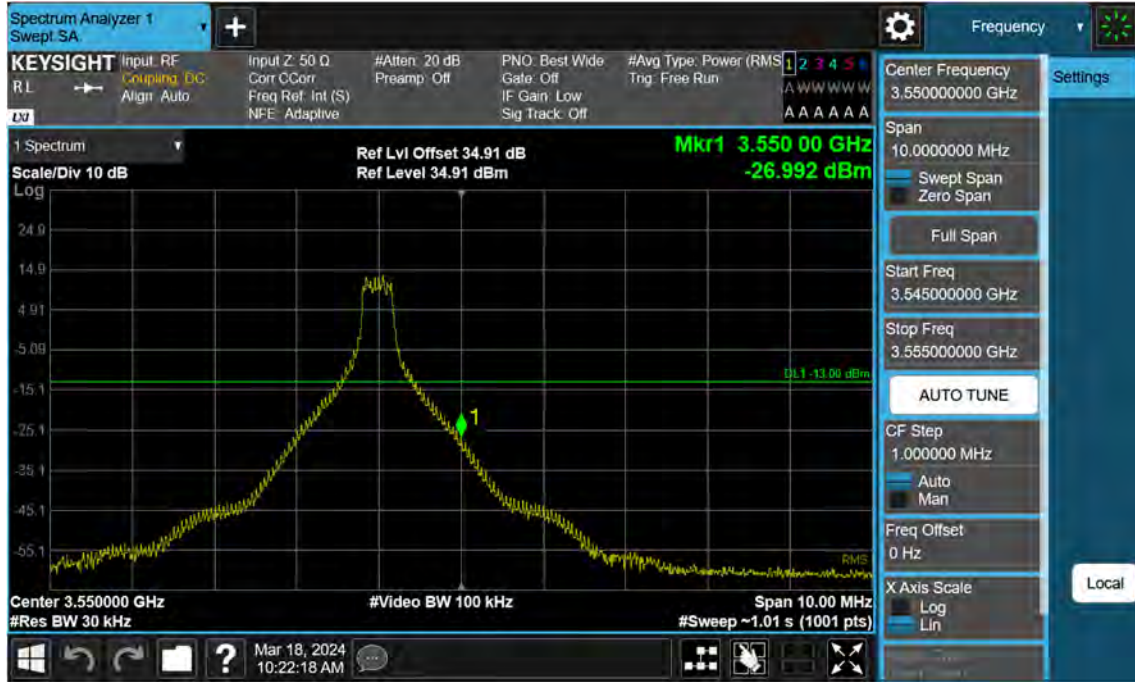 Spectrum Analyzer 1
Swept SA
Frequency
KEYSIGHT
RL
LXI
Input: RF
Coupling: DC
Align: Auto
Input Z: 50 Ω
Corr CCorr
Freq Ref: Int (S)
NFE: Adaptive
#Atten: 20 dB
Preamp: Off
PNO: Best Wide
Gate: Off
IF Gain: Low
Sig Track: Off
#Avg Type: Power (RMS
Trig: Free Run
1 2 3 4 5 6
A W W W W W
A A A A A A
1 Spectrum
Scale/Div 10 dB
Log
Ref Lvl Offset 34.91 dB
Ref Level 34.91 dBm
Mkr1 3.550 00 GHz
-26.992 dBm
24.9
14.9
4.91
-5.09
-15.1
-25.1
-35.1
-45.1
-55.1
DL1 -13.00 dBm
1
RMS
Center 3.550000 GHz
#Res BW 30 kHz
#Video BW 100 kHz
Span 10.00 MHz
#Sweep ~1.01 s (1001 pts)
Center Frequency
3.550000000 GHz
Settings
Span
10.0000000 MHz
Swept Span
Zero Span
Full Span
Start Freq
3.545000000 GHz
Stop Freq
3.555000000 GHz
AUTO TUNE
CF Step
1.000000 MHz
Auto
Man
Freq Offset
0 Hz
X Axis Scale
Log
Lin
Local
?
Mar 18, 2024
10:22:18 AM